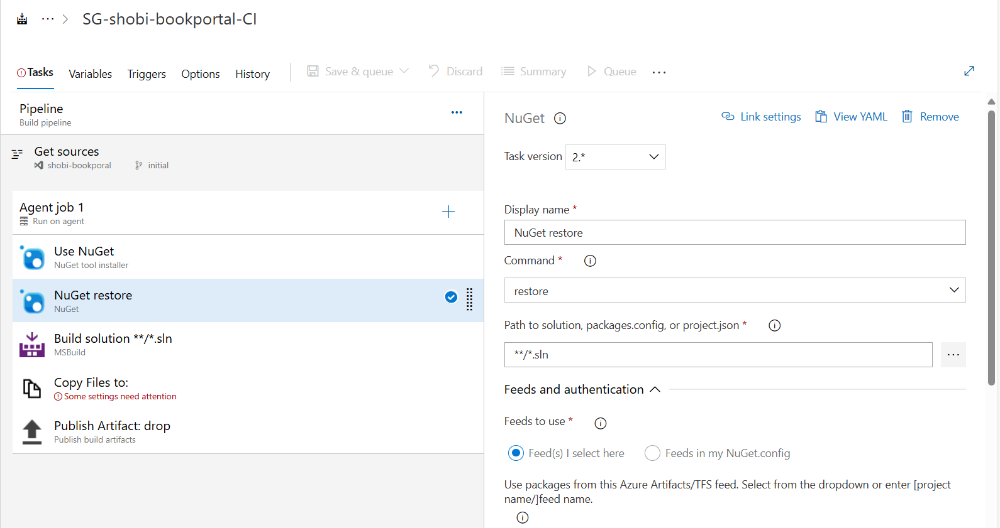 ··· > SG-shobi-bookportal-CI
Tasks Variables Triggers Options History Save & queue Discard Summary Queue ···
Pipeline
Build pipeline
Get sources
shobi-bookporal initial
Agent job 1
Run on agent
Use NuGet
NuGet tool installer
NuGet restore
NuGet
Build solution **/*.sln
MSBuild
Copy Files to:
Some settings need attention
Publish Artifact: drop
Publish build artifacts
NuGet Link settings View YAML Remove
Task version 2.*
Display name *
NuGet restore
Command *
restore
Path to solution, packages.config, or project.json *
**/*.sln ···
Feeds and authentication
Feeds to use *
Feed(s) I select here Feeds in my NuGet.config
Use packages from this Azure Artifacts/TFS feed. Select from the dropdown or enter [project
name/]feed name.